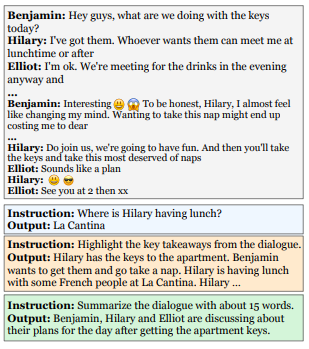 Benjamin: Hey guys, what are we doing with the keys
today?
Hilary: I've got them. Whoever wants them can meet me at
lunchtime or after
Elliot: I'm ok. We're meeting for the drinks in the evening
anyway and
...
Benjamin: Interesting 😀 😱 To be honest, Hilary, I almost feel
like changing my mind. Wanting to take this nap might end up
costing me to dear
...
Hilary: Do join us, we're going to have fun. And then you'll take
the keys and take this most deserved of naps
Elliot: Sounds like a plan
Hilary: 😀 😎
Elliot: See you at 2 then xx
Instruction: Where is Hilary having lunch?
Output: La Cantina
Instruction: Highlight the key takeaways from the dialogue.
Output: Hilary has the keys to the apartment. Benjamin
wants to get them and go take a nap. Hilary is having lunch
with some French people at La Cantina. Hilary ...
Instruction: Summarize the dialogue with about 15 words.
Output: Benjamin, Hilary and Elliot are discussing about
their plans for the day after getting the apartment keys.